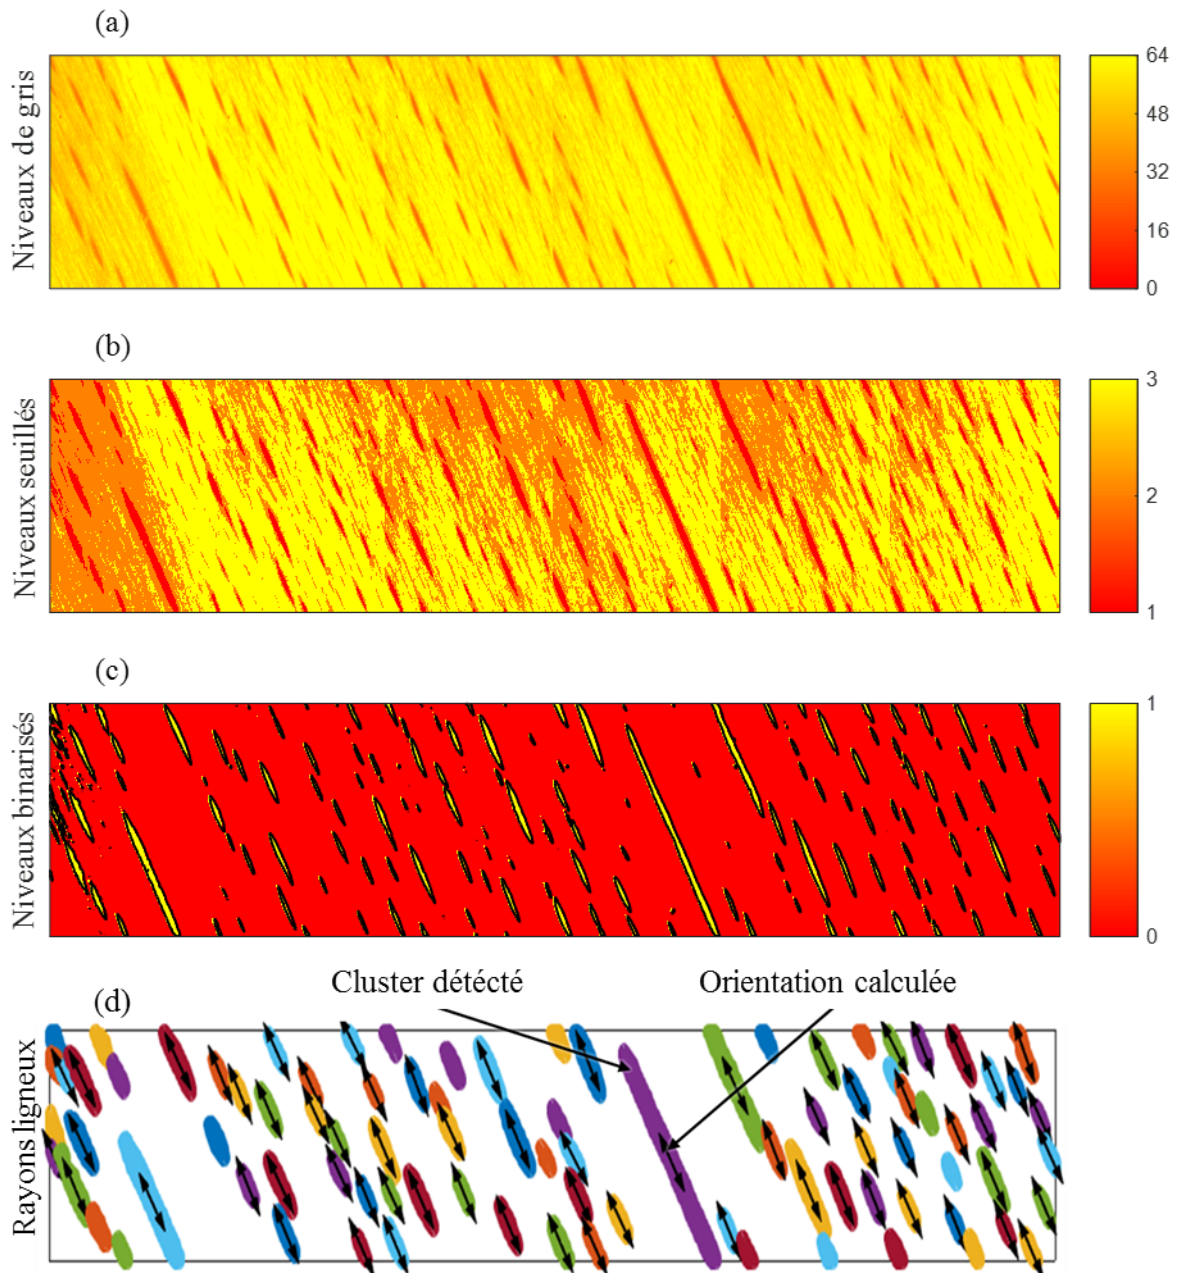 (a)
Niveaux de gris
64
48
32
16
0
(b)
Niveaux seuillés
3
2
1
(c)
Niveaux binarisés
1
0
Cluster détécté
Orientation calculée
(d)
Rayons ligneux